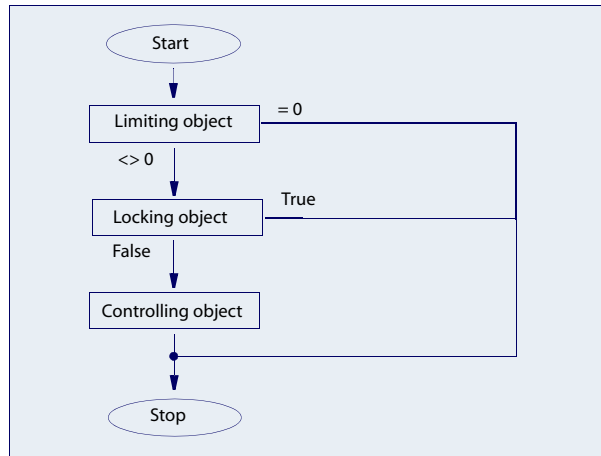 Start
Limiting object
= 0
<> 0
Locking object
True
False
Controlling object
Stop